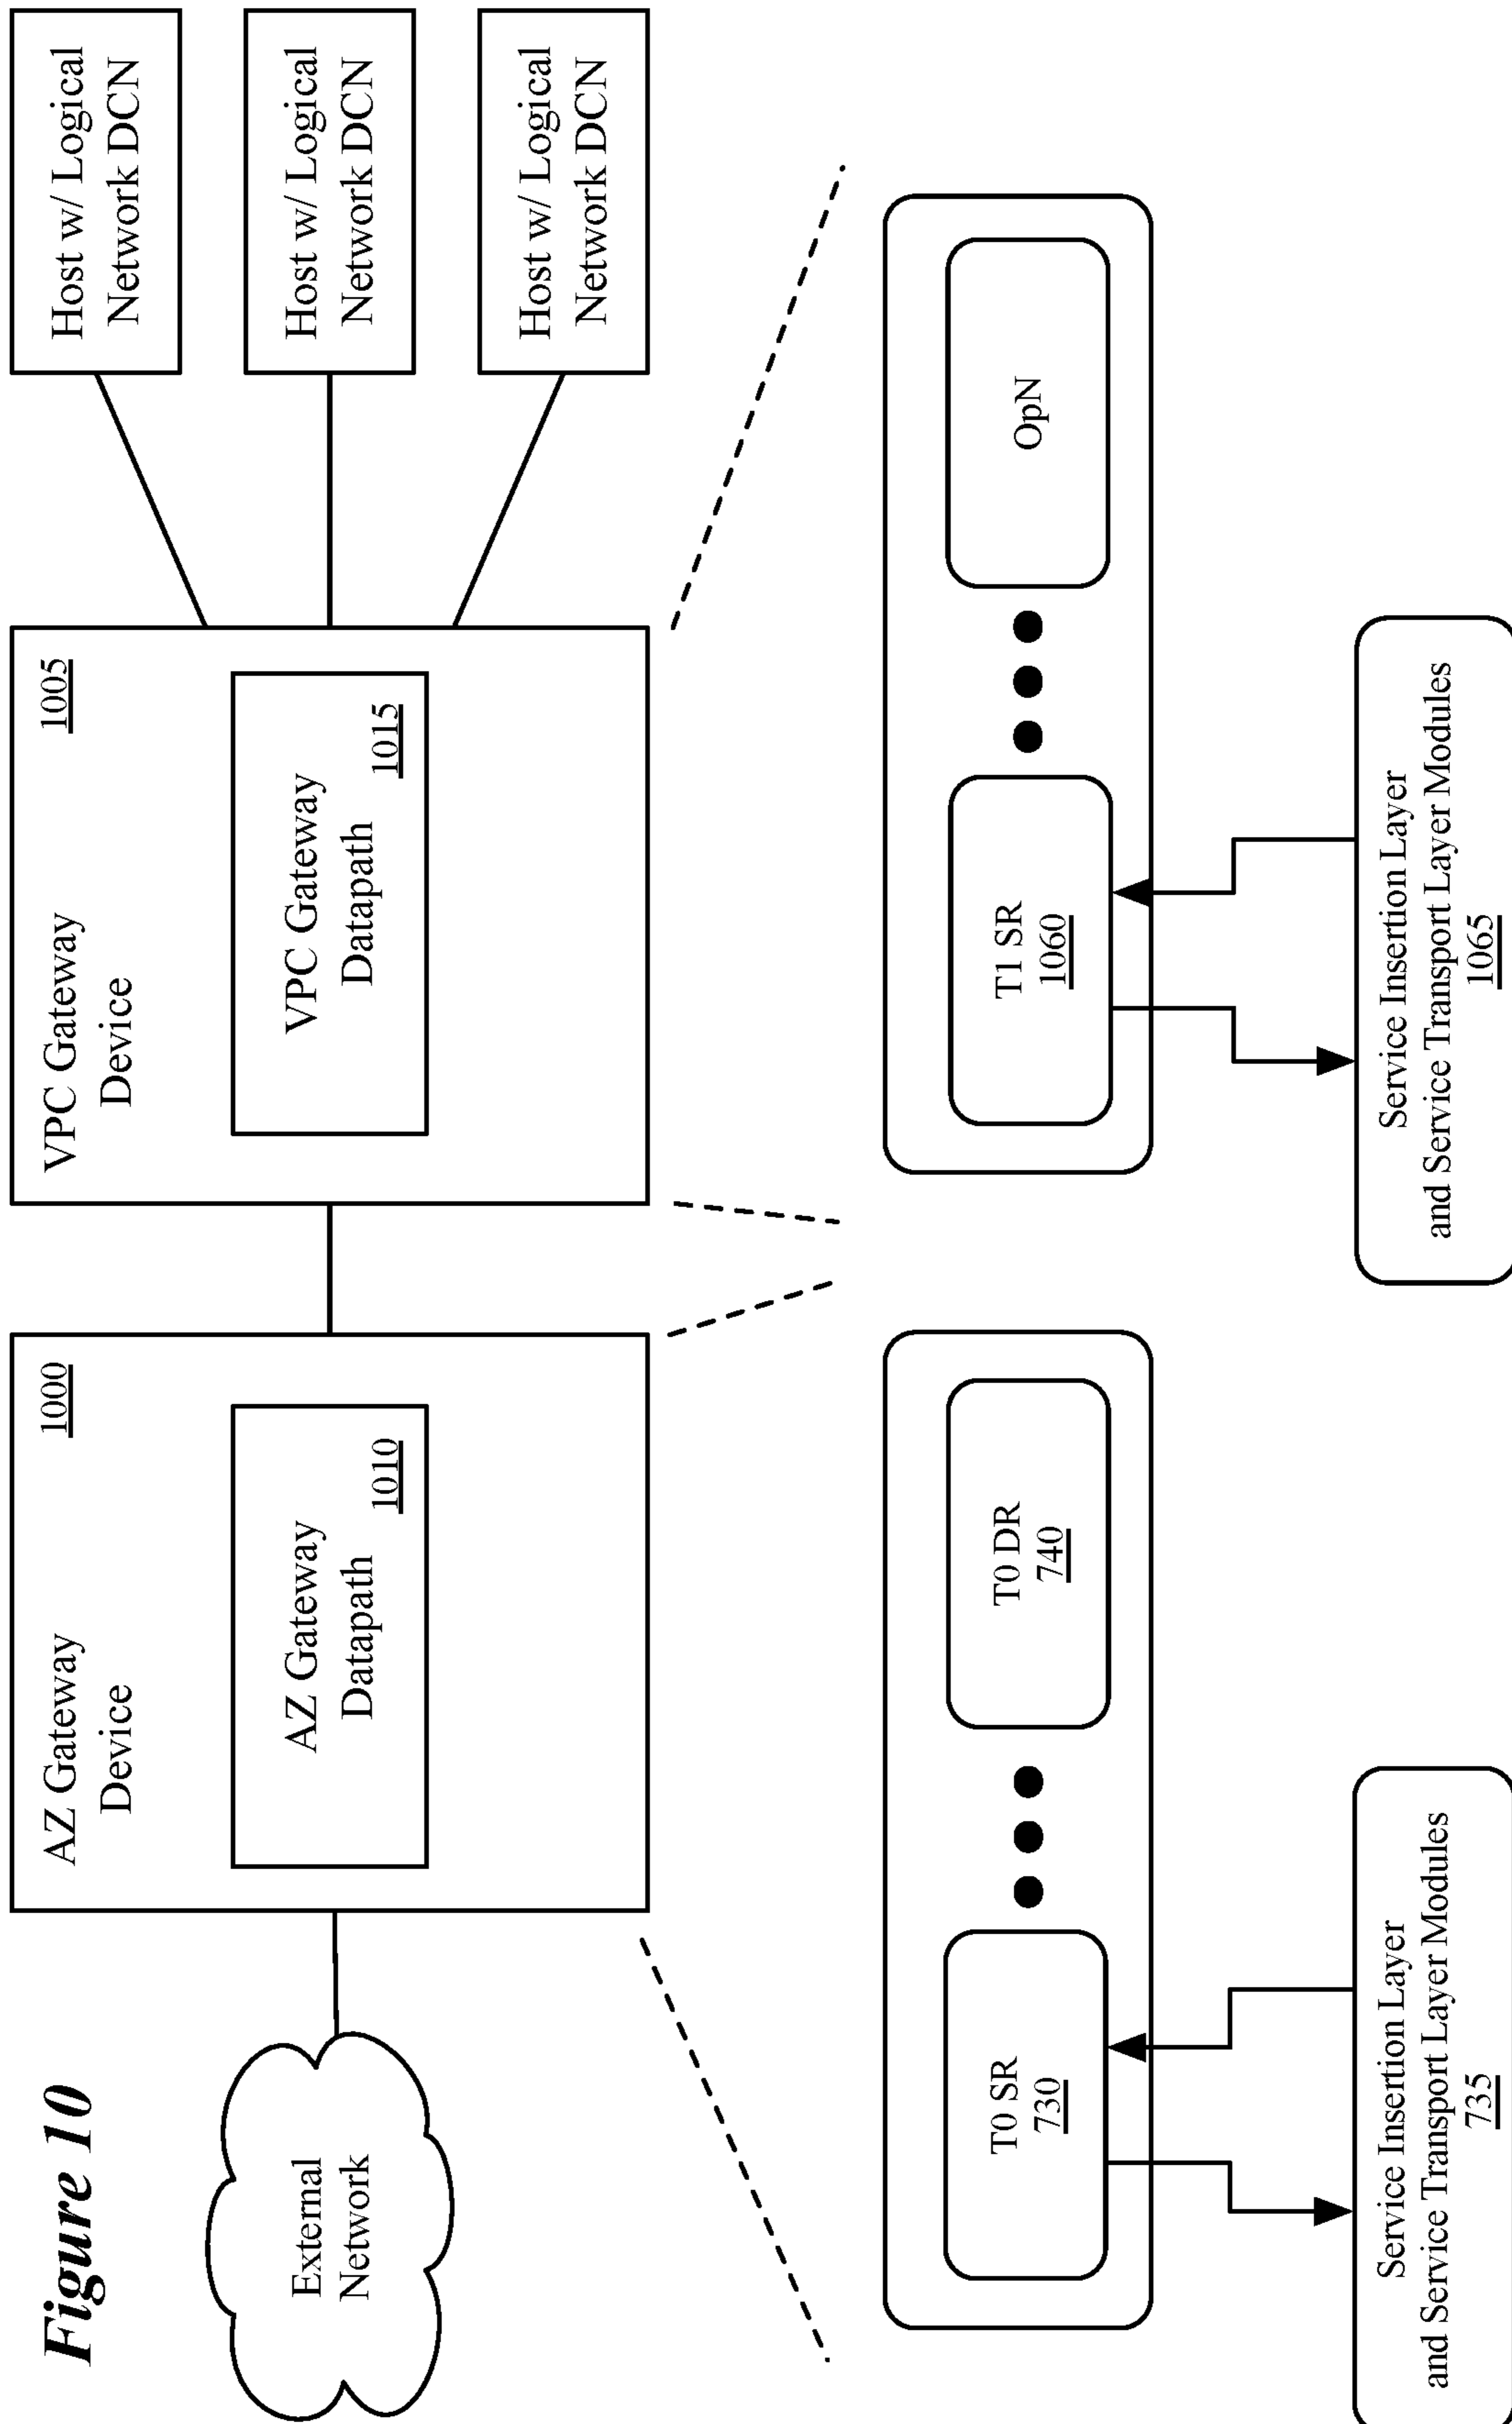 Figure 10
External
Network
AZ Gateway
Device
1000
AZ Gateway
Datapath
1010
VPC Gateway
Device
1005
VPC Gateway
Datapath
1015
Host w/ Logical
Network DCN
Host w/ Logical
Network DCN
Host w/ Logical
Network DCN
T0 SR
730
T0 DR
740
Service Insertion Layer
and Service Transport Layer Modules
735
T1 SR
1060
OpN
Service Insertion Layer
and Service Transport Layer Modules
1065